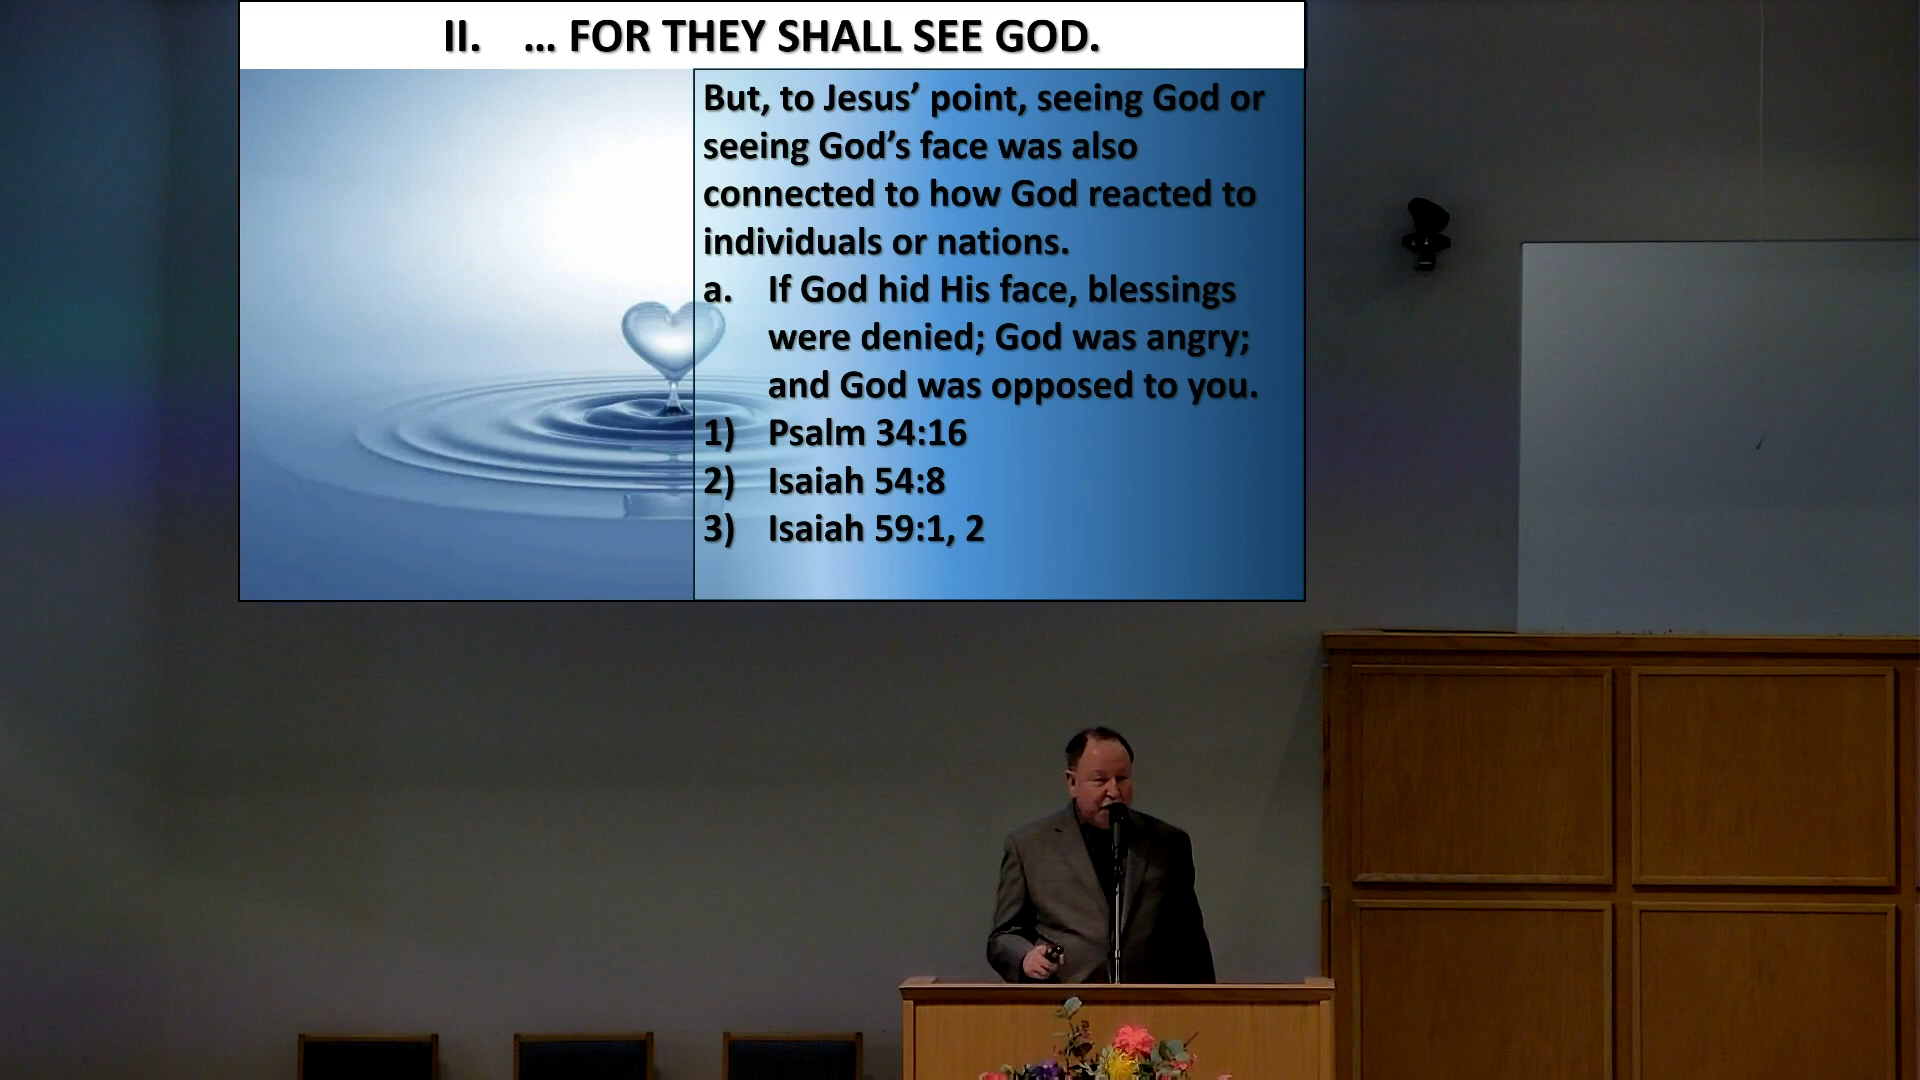 II. ... FOR THEY SHALL SEE GOD.
But, to Jesus’ point, seeing God or
seeing God’s face was also
connected to how God reacted to
individuals or nations.
a. If God hid His face, blessings
were denied; God was angry;
and God was opposed to you.
1) Psalm 34:16
2) Isaiah 54:8
3) Isaiah 59:1, 2